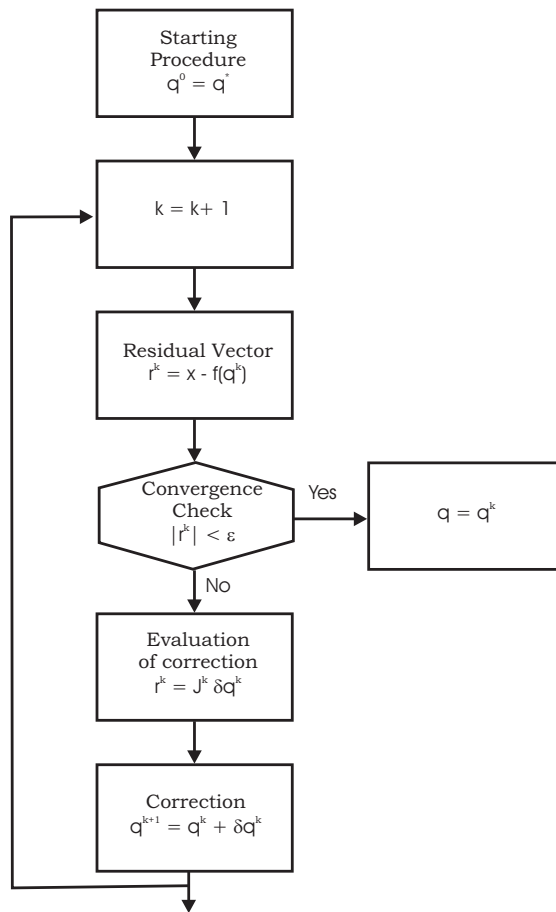 Starting
Procedure
q⁰ = q*
k = k+ 1
Residual Vector
rᵏ = x - f(qᵏ)
Convergence
Check
|rᵏ| < ε
Yes
q = qᵏ
No
Evaluation
of correction
rᵏ = Jᵏ δqᵏ
Correction
qᵏ⁺¹ = qᵏ + δqᵏ